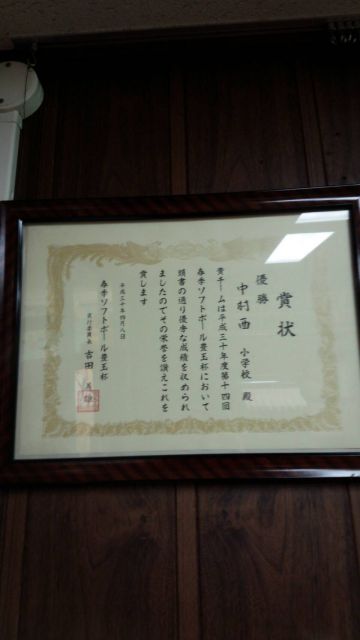 賞状
優勝
中村西 小学校 殿
貴チームは平成三十年度第十四回
春季ソフトボール豊玉杯において
頭書の通り優秀な成績を収められ
ましたのでその栄誉を讃えこれを
賞します
平成三十年四月八日
春季ソフトボール豊玉杯
実行委員長 吉田